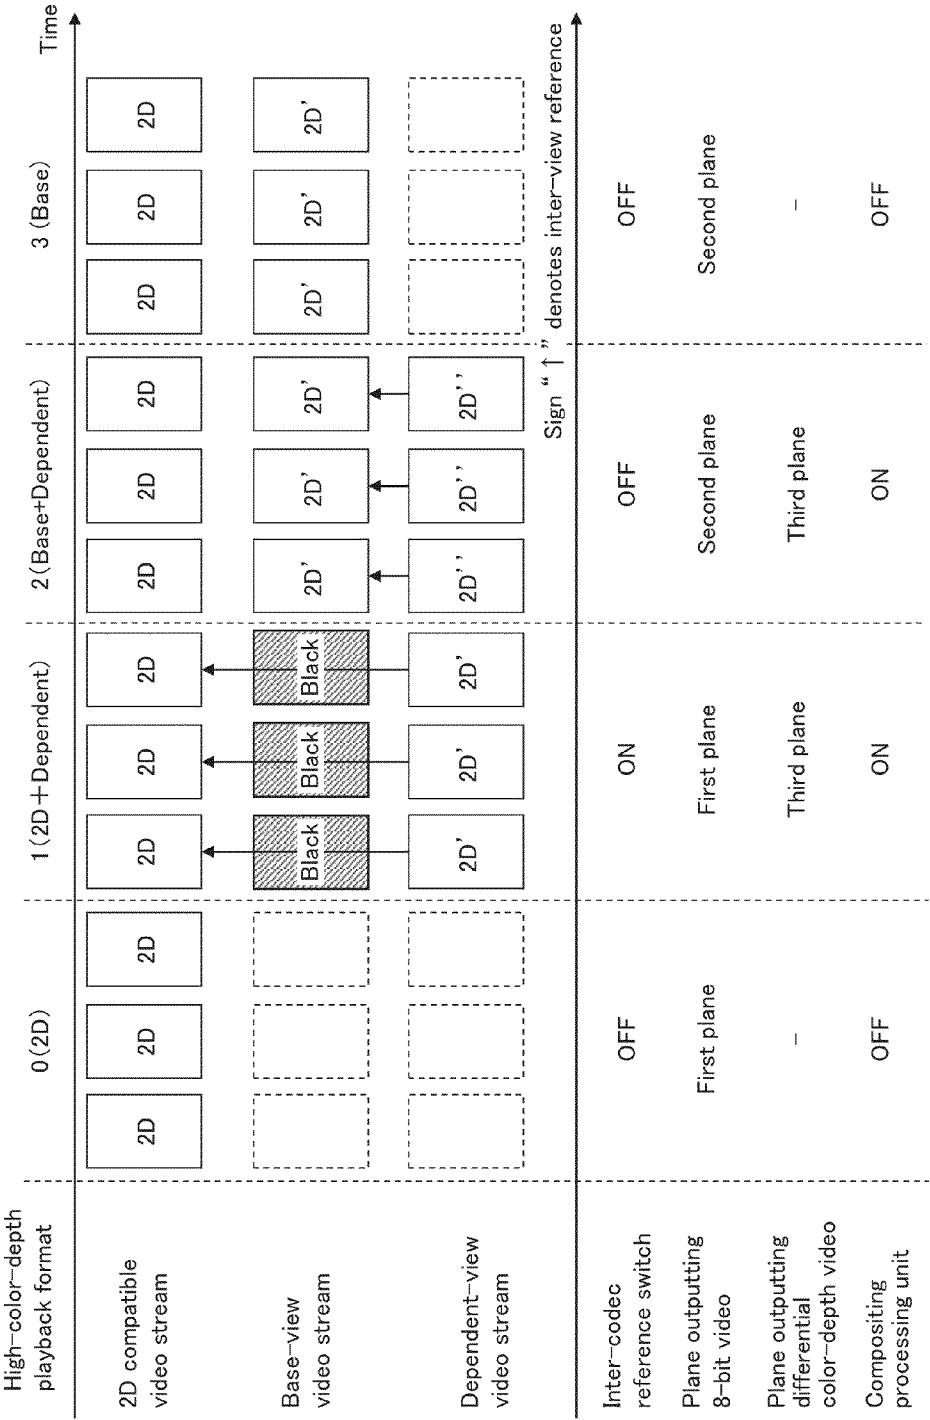 High-color-depth
playback format
0(2D)
1(2D+Dependent)
2(Base+Dependent)
3(Base)
Time
2D compatible
video stream
2D
2D
2D
2D
2D
2D
2D
2D
2D
2D
2D
2D
Base-view
video stream
Black
Black
Black
2D'
2D'
2D'
2D'
2D'
2D'
Dependent-view
video stream
2D'
2D'
2D'
2D''
2D''
2D''
Sign “↑” denotes inter-view reference
Inter-codec
reference switch
OFF
ON
OFF
OFF
Plane outputting
8-bit video
First plane
First plane
Second plane
Second plane
Plane outputting
differential
color-depth video
–
Third plane
Third plane
–
Compositing
processing unit
OFF
ON
ON
OFF